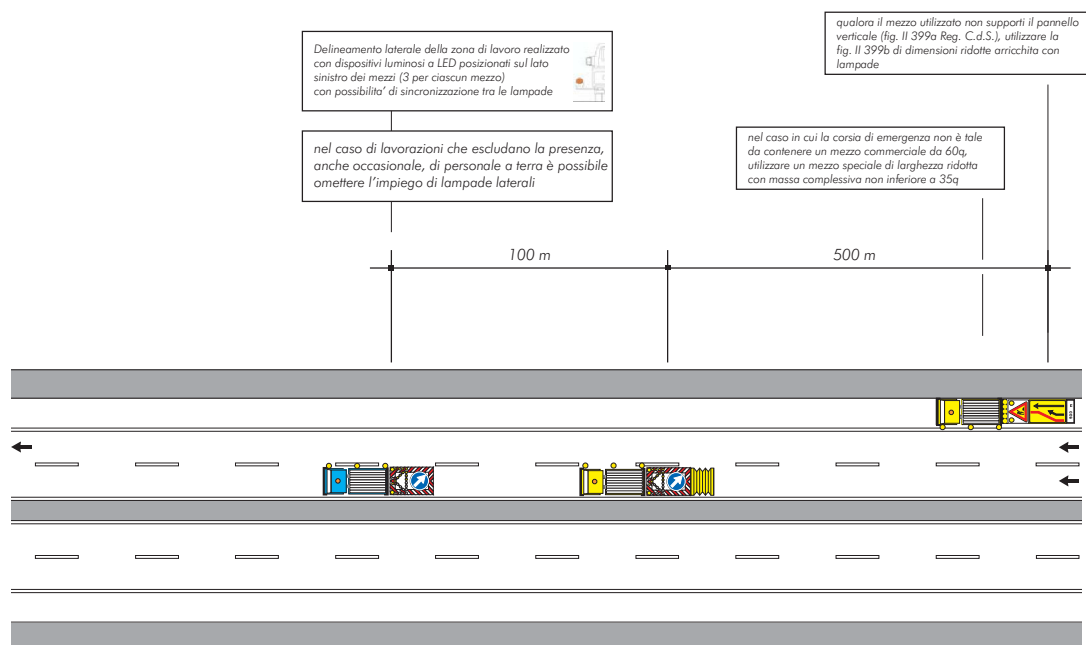 Delineamento laterale della zona di lavoro realizzato
con dispositivi luminosi a LED posizionati sul lato
sinistro dei mezzi (3 per ciascun mezzo)
con possibilita' di sincronizzazione tra le lampade
nel caso di lavorazioni che escludano la presenza,
anche occasionale, di personale a terra è possibile
omettere l'impiego di lampade laterali
qualora il mezzo utilizzato non supporti il pannello
verticale (fig. II 399a Reg. C.d.S.), utilizzare la
fig. II 399b di dimensioni ridotte arricchita con
lampade
nel caso in cui la corsia di emergenza non è tale
da contenere un mezzo commerciale da 60q,
utilizzare un mezzo speciale di larghezza ridotta
con massa complessiva non inferiore a 35q
100 m
500 m